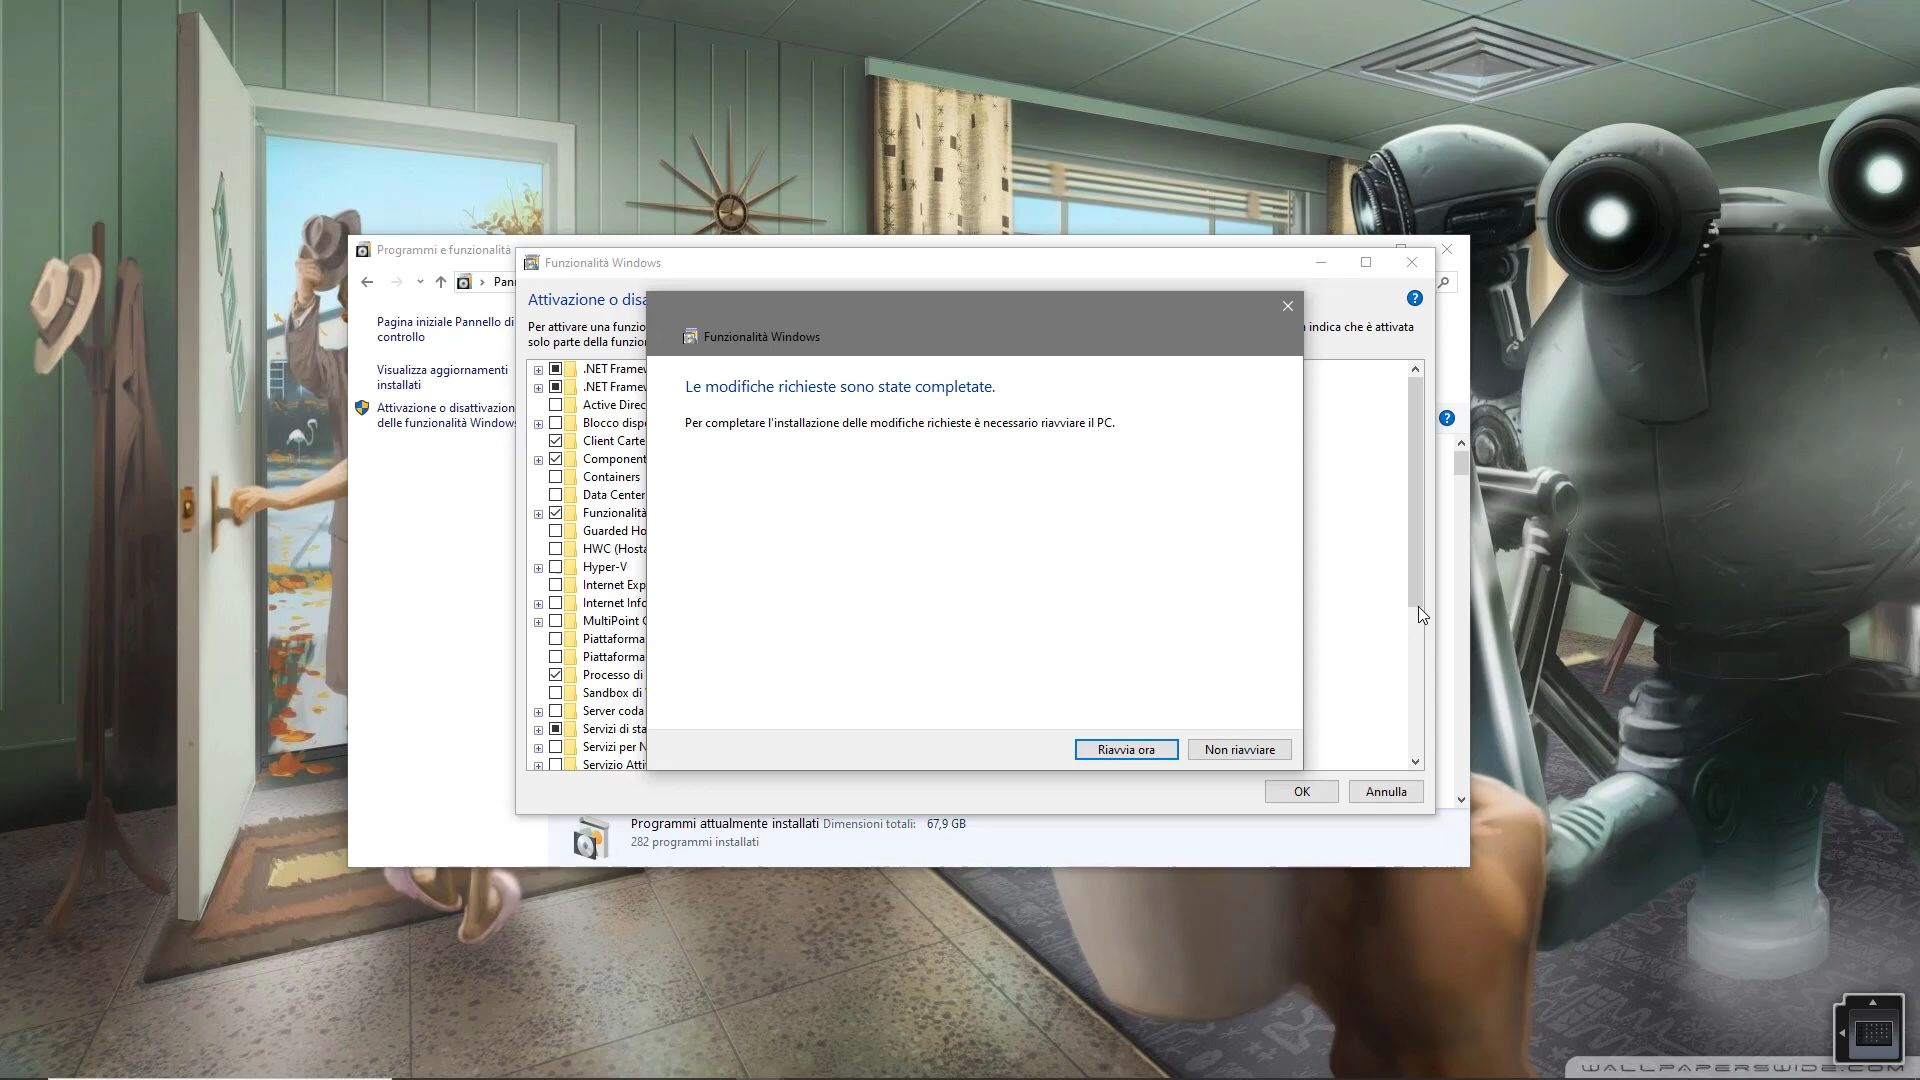 Programmi e funzionalità
Funzionalità Windows
Attivazione o disa
Per attivare una funzio
indica che è attivata
solo parte della funzion
Pagina iniziale Pannello di
controllo
Visualizza aggiornamenti
installati
Attivazione o disattivazion
delle funzionalità Windows
.NET Framew
.NET Framew
Active Direc
Blocco dispo
Client Carte
Component
Containers
Data Center
Funzionalità
Guarded Ho
HWC (Hosta
Hyper-V
Internet Exp
Internet Info
MultiPoint C
Piattaforma
Piattaforma
Processo di
Sandbox di
Server coda
Servizi di sta
Servizi per N
Servizio Atti
Funzionalità Windows
Le modifiche richieste sono state completate.
Per completare l'installazione delle modifiche richieste è necessario riavviare il PC.
Riavvia ora
Non riavviare
OK
Annulla
Programmi attualmente installati Dimensioni totali: 67,9 GB
282 programmi installati
WALLPAPERSWIDE.COM